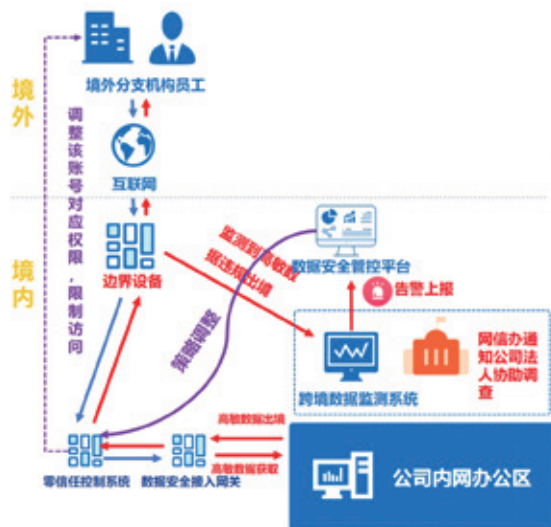 境外
境外分支机构员工
调整该账号对应权限，限制访问
互联网
境内
边界设备
监测到高敏数
据违规出境
数据安全管控平台
告警上报
策略调整
跨境数据监测系统
网信办通
知公司法
人协助调
查
高敏数据出境
高敏数据获取
零信任控制系统
数据安全接入网关
公司内网办公区